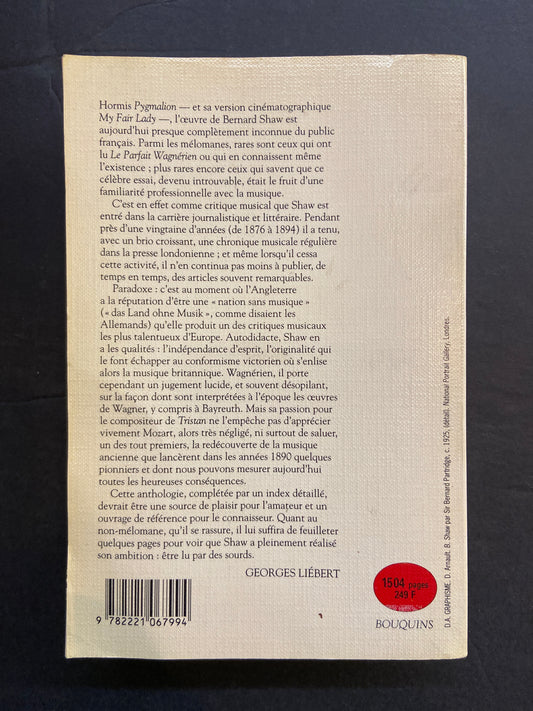 Hormis Pygmalion — et sa version cinématographique
My Fair Lady —, l'œuvre de Bernard Shaw est
aujourd'hui presque complètement inconnue du public
français. Parmi les mélomanes, rares sont ceux qui ont
lu Le Parfait Wagnérien ou qui en connaissent même
l'existence ; plus rares encore ceux qui savent que ce
célèbre essai, devenu introuvable, était le fruit d'une
familiarité professionnelle avec la musique.
C'est en effet comme critique musical que Shaw est
entré dans la carrière journalistique et littéraire. Pendant
près d'une vingtaine d'années (de 1876 à 1894) il a tenu,
avec un brio croissant, une chronique musicale régulière
dans la presse londonienne ; et même lorsqu'il cessa
cette activité, il n'en continua pas moins à publier, de
temps en temps, des articles souvent remarquables.
Paradoxe : c'est au moment où l'Angleterre
a la réputation d'être une « nation sans musique »
(« das Land ohne Musik », comme disaient les
Allemands) qu'elle produit un des critiques musicaux
les plus talentueux d'Europe. Autodidacte, Shaw en
a les qualités : l'indépendance d'esprit, l'originalité qui
le font échapper au conformisme victorien où s'enlise
alors la musique britannique. Wagnérien, il porte
cependant un jugement lucide, et souvent désopilant,
sur la façon dont sont interprétées à l'époque les œuvres
de Wagner, y compris à Bayreuth. Mais sa passion pour
le compositeur de Tristan ne l'empêche pas d'apprécier
vivement Mozart, alors très négligé, ni surtout de saluer,
un des tout premiers, la redécouverte de la musique
ancienne que lancèrent dans les années 1890 quelques
pionniers et dont nous pouvons mesurer aujourd'hui
toutes les heureuses conséquences.
Cette anthologie, complétée par un index détaillé,
devrait être une source de plaisir pour l'amateur et un
ouvrage de référence pour le connaisseur. Quant au
non-mélomane, qu'il se rassure, il lui suffira de feuilleter
quelques pages pour voir que Shaw a pleinement réalisé
son ambition : être lu par des sourds.
GEORGES LIÉBERT
9 782221 067994
1504 pages
249 F
BOUQUINS
D.A. GRAPHISME, D. Arnault, B. Shaw par Sir Bernard Partridge, c. 1925, (détail), National Portrait Gallery, Londres.